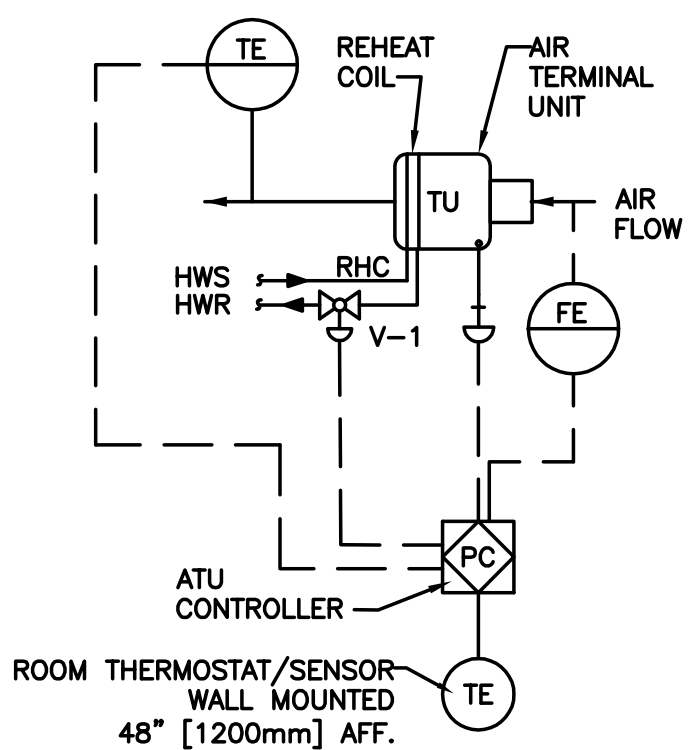 TE
REHEAT
COIL
AIR
TERMINAL
UNIT
TU
AIR
FLOW
HWS
HWR
RHC
V-1
FE
PC
ATU
CONTROLLER
ROOM THERMOSTAT/SENSOR
WALL MOUNTED
48" [1200mm] AFF.
TE